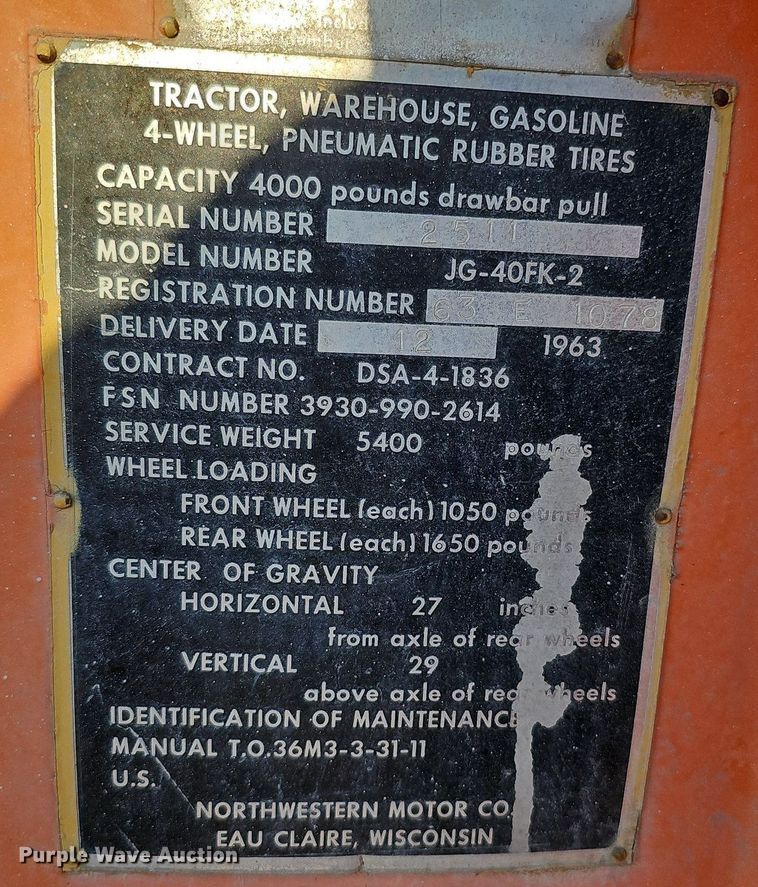 TRACTOR, WAREHOUSE, GASOLINE
4-WHEEL, PNEUMATIC RUBBER TIRES
CAPACITY 4000 pounds drawbar pull
SERIAL NUMBER 2511
MODEL NUMBER JG-40FK-2
REGISTRATION NUMBER 63 E 1078
DELIVERY DATE 12 1963
CONTRACT NO. DSA-4-1836
FSN NUMBER 3930-990-2614
SERVICE WEIGHT 5400 pounds
WHEEL LOADING
FRONT WHEEL (each) 1050 pounds
REAR WHEEL (each) 1650 pounds
CENTER OF GRAVITY
HORIZONTAL 27 inches
from axle of rear wheels
VERTICAL 29
above axle of rear wheels
IDENTIFICATION OF MAINTENANCE
MANUAL T.O.36M3-3-31-11
U.S.
NORTHWESTERN MOTOR CO.
EAU CLAIRE, WISCONSIN
Purple Wave Auction